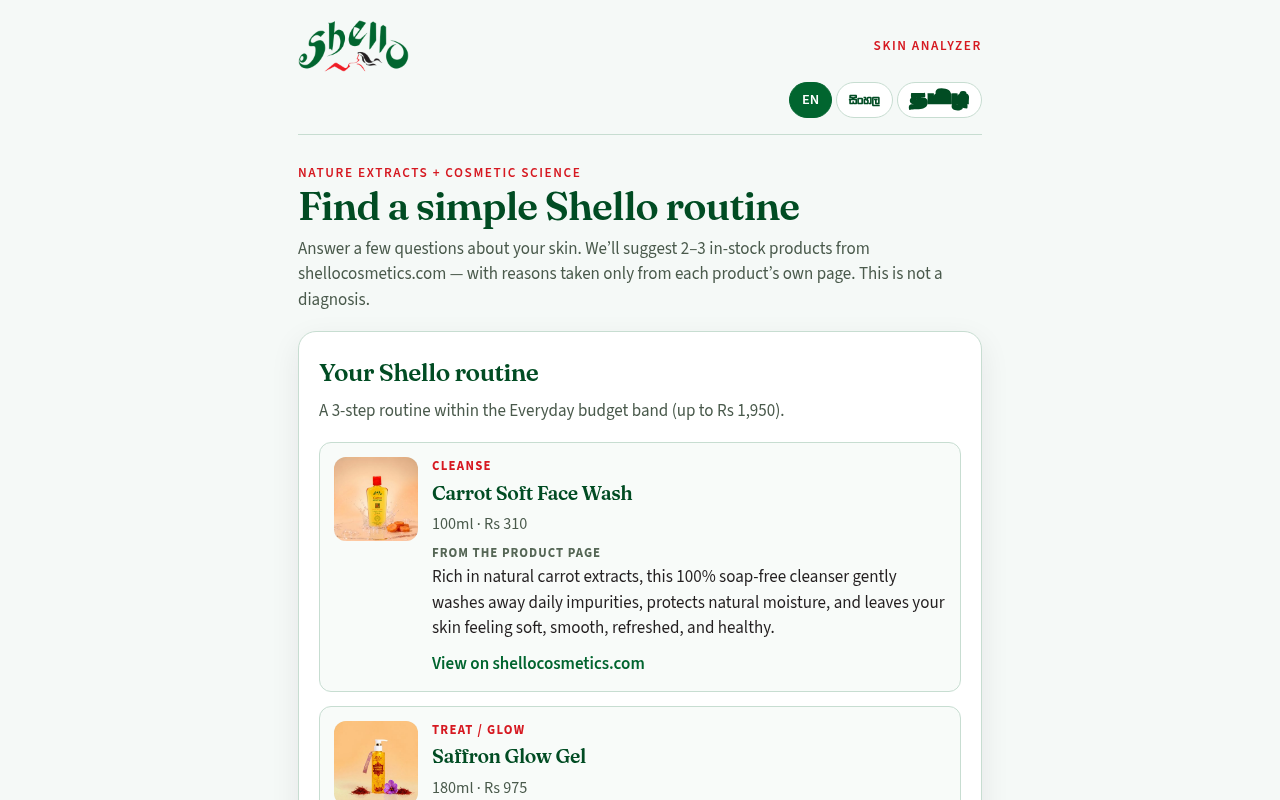 Shello
SKIN ANALYZER
EN
සිංහල
NATURE EXTRACTS + COSMETIC SCIENCE
Find a simple Shello routine
Answer a few questions about your skin. We’ll suggest 2–3 in-stock products from
shellocosmetics.com — with reasons taken only from each product’s own page. This is not a
diagnosis.
Your Shello routine
A 3-step routine within the Everyday budget band (up to Rs 1,950).
CLEANSE
Carrot Soft Face Wash
100ml · Rs 310
FROM THE PRODUCT PAGE
Rich in natural carrot extracts, this 100% soap-free cleanser gently
washes away daily impurities, protects natural moisture, and leaves your
skin feeling soft, smooth, refreshed, and healthy.
View on shellocosmetics.com
TREAT / GLOW
Saffron Glow Gel
180ml · Rs 975